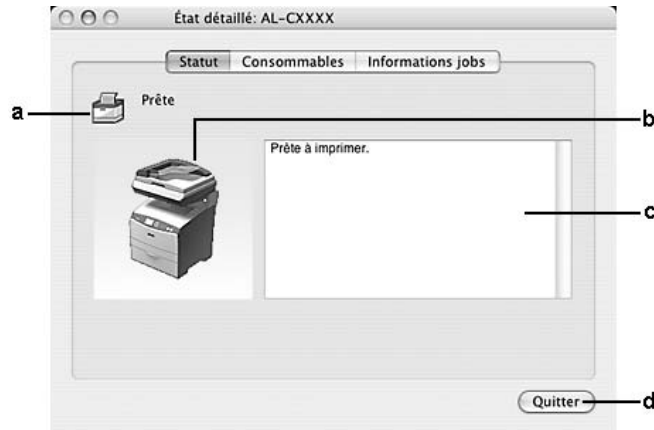 État détaillé: AL-CXXXX
Statut Consommables Informations jobs
a
Prête
b
Prête à imprimer.
c
Quitter
d